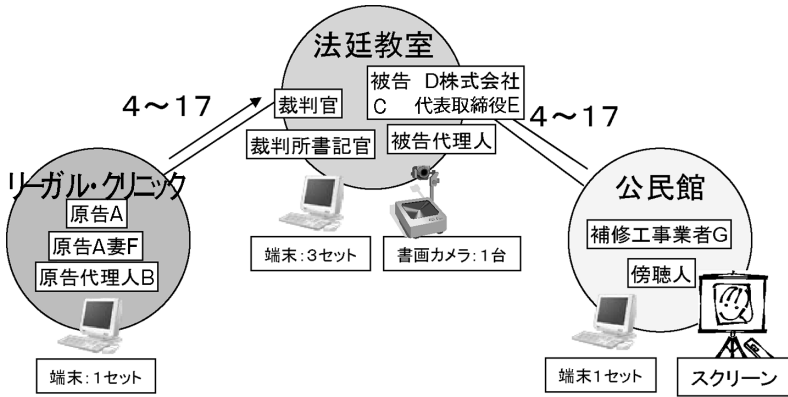 法廷教室
被告 D株式会社
C 代表取締役E
裁判官
4~17
4~17
裁判所書記官
被告代理人
リーガル・クリニック
公民館
原告A
原告A妻F
原告代理人B
補修工事業者G
傍聴人
端末:3セット
書画カメラ:1台
端末:1セット
端末1セット
スクリーン